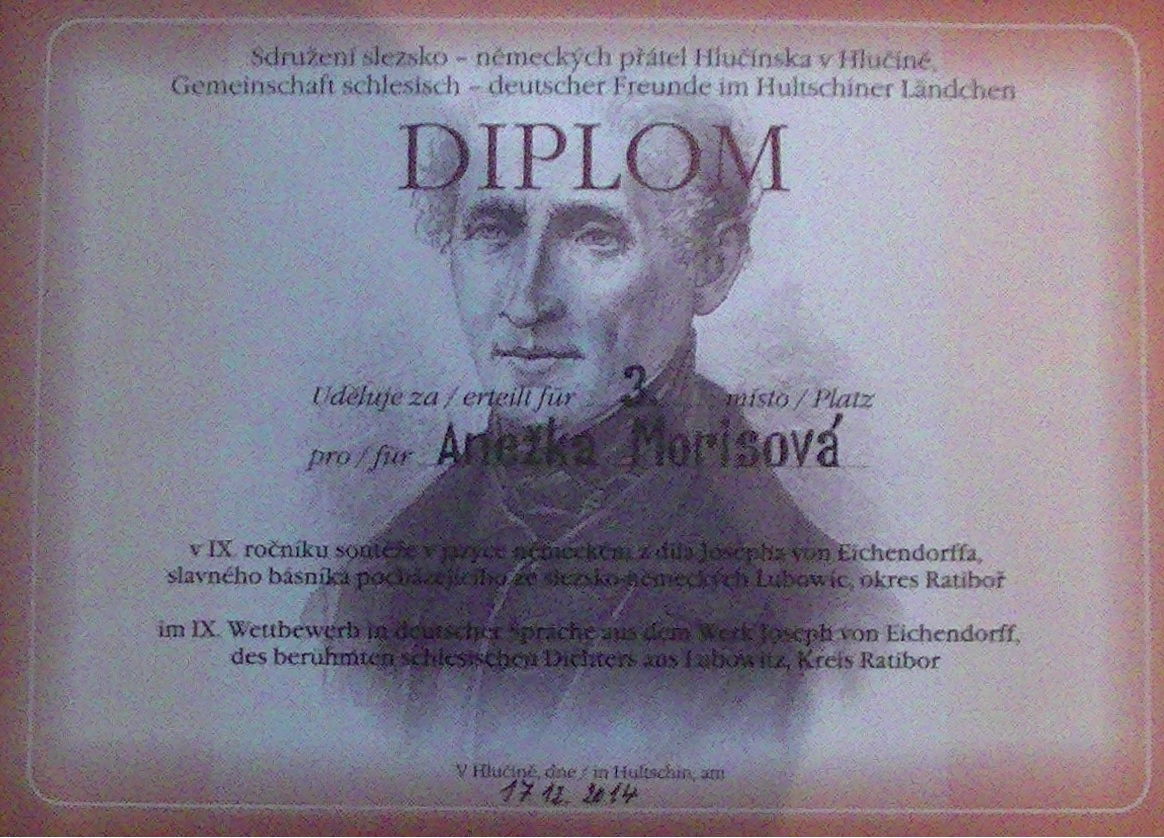 Sdružení slezsko – německých přátel Hlučínska v Hlučíně,
Gemeinschaft schlesisch – deutscher Freunde im Hultschiner Ländchen
DIPLOM
Uděluje za / erteilt für 3. místo / Platz
pro / für Anežka Morisová
v IX. ročníku soutěže v jazyce německém z díla Josepha von Eichendorffa,
slavného básníka pocházejícího ze slezsko-německých Lubowic, okres Ratiboř
im IX. Wettbewerb in deutscher Sprache aus dem Werk Joseph von Eichendorff,
des berühmten schlesischen Dichters aus Lubowitz, Kreis Ratibor
V Hlučíně, dne / in Hultschin, am
17 12. 2014